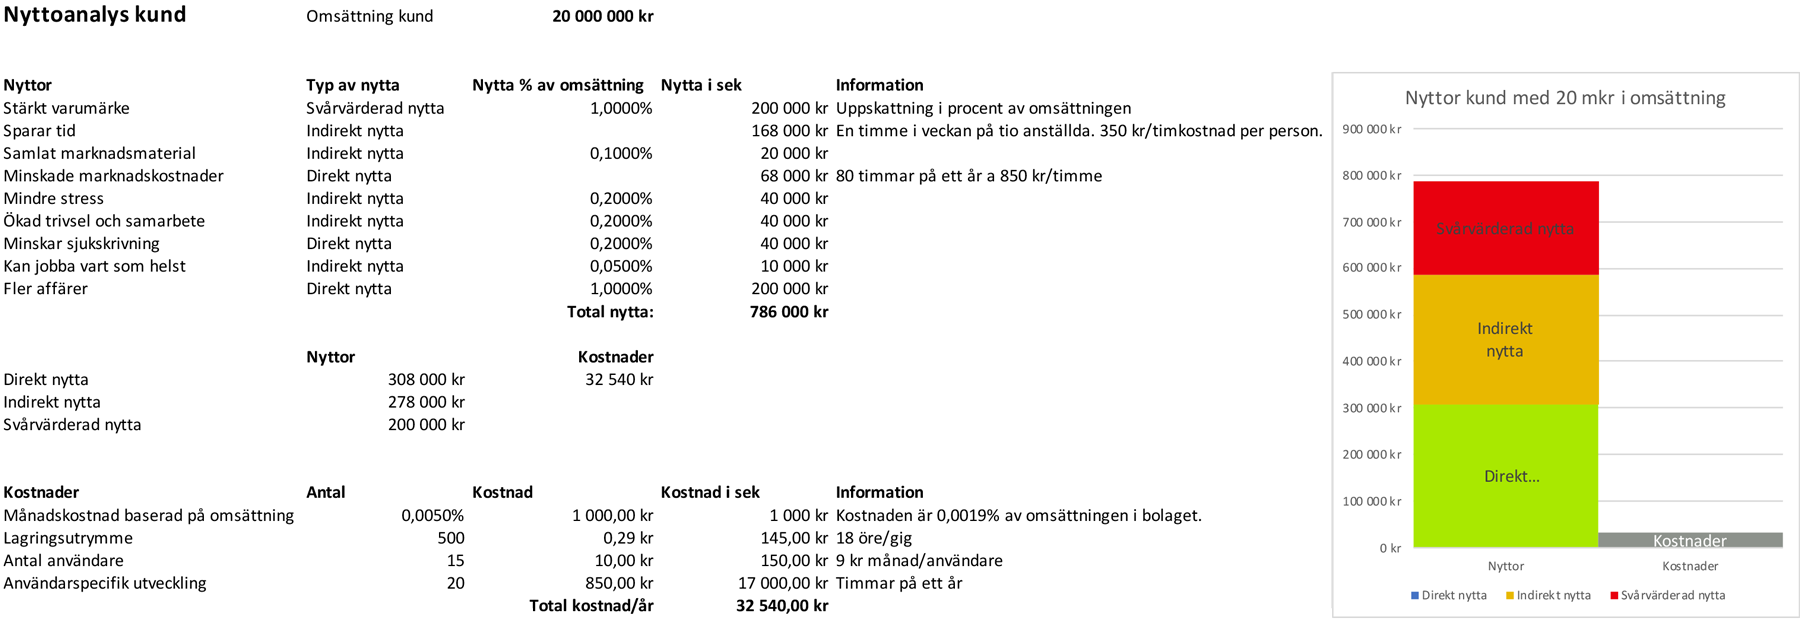 Nyttoanalys kund Omsättning kund 20 000 000 kr
Nyttor Typ av nytta Nytta % av omsättning Nytta i sek Information
Stärkt varumärke Svårvärderad nytta 1,0000% 200 000 kr Uppskattning i procent av omsättningen
Sparar tid Indirekt nytta 168 000 kr En timme i veckan på tio anställda. 350 kr/timkostnad per person.
Samlat marknadsmaterial Indirekt nytta 0,1000% 20 000 kr
Minskade marknadskostnader Direkt nytta 68 000 kr 80 timmar på ett år a 850 kr/timme
Mindre stress Indirekt nytta 0,2000% 40 000 kr
Ökad trivsel och samarbete Indirekt nytta 0,2000% 40 000 kr
Minskar sjukskrivning Direkt nytta 0,2000% 40 000 kr
Kan jobba vart som helst Indirekt nytta 0,0500% 10 000 kr
Fler affärer Direkt nytta 1,0000% 200 000 kr
Total nytta: 786 000 kr
Nyttor Kostnader
Direkt nytta 308 000 kr 32 540 kr
Indirekt nytta 278 000 kr
Svårvärderad nytta 200 000 kr
Kostnader Antal Kostnad Kostnad i sek Information
Månadskostnad baserad på omsättning 0,0050% 1 000,00 kr 1 000 kr Kostnaden är 0,0019% av omsättningen i bolaget.
Lagringsutrymme 500 0,29 kr 145,00 kr 18 öre/gig
Antal användare 15 10,00 kr 150,00 kr 9 kr månad/användare
Användarspecifik utveckling 20 850,00 kr 17 000,00 kr Timmar på ett år
Total kostnad/år 32 540,00 kr
Nyttor kund med 20 mkr i omsättning
900 000 kr
800 000 kr
700 000 kr
600 000 kr
500 000 kr
400 000 kr
300 000 kr
200 000 kr
100 000 kr
0 kr
Svårvärderad nytta
Indirekt
nytta
Direkt...
Kostnader
Nyttor Kostnader
Direkt nytta Indirekt nytta Svårvärderad nytta